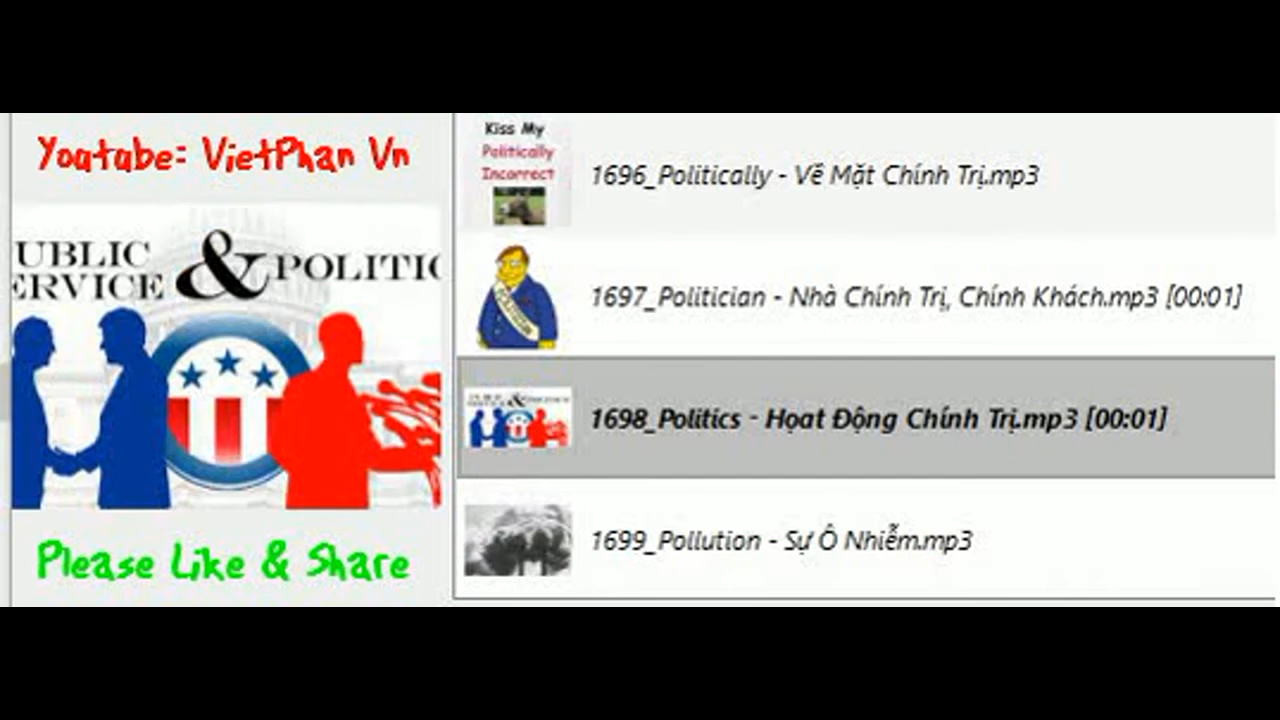 Youtube: VietPhan Vn
UBLIC
ERVICE & POLITIC
Please Like & Share
Kiss My
Politically
Incorrect
1696_Politically - Về Mặt Chính Trị.mp3
1697_Politician - Nhà Chính Trị, Chính Khách.mp3 [00:01]
1698_Politics - Họat Động Chính Trị.mp3 [00:01]
1699_Pollution - Sự Ô Nhiễm.mp3